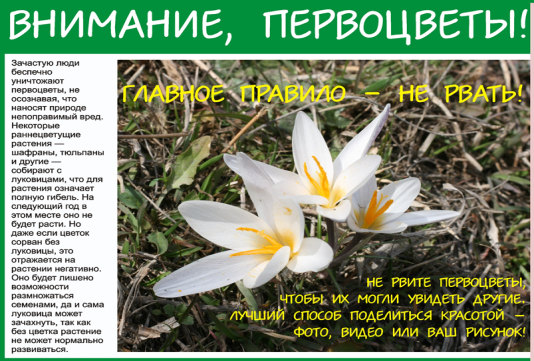 ВНИМАНИЕ, ПЕРВОЦВЕТЫ!
Зачастую люди
беспечно
уничтожают
первоцветы, не
осознавая, что
наносят природе
непоправимый вред.
Некоторые
раннецветущие
растения —
шафраны, тюльпаны
и другие —
собирают с
луковицами, что для
растения означает
полную гибель. На
следующий год в
этом месте оно не
будет расти. Но
даже если цветок
сорван без
луковицы, это
отражается на
растении негативно.
Оно будет лишено
возможности
размножаться
семенами, да и сама
луковица может
зачахнуть, так как
без цветка растение
не может нормально
развиваться.
ГЛАВНОЕ ПРАВИЛО — НЕ РВАТЬ!
НЕ РВИТЕ ПЕРВОЦВЕТЫ,
ЧТОБЫ ИХ МОГЛИ УВИДЕТЬ ДРУГИЕ.
ЛУЧШИЙ СПОСОБ ПОДЕЛИТЬСЯ КРАСОТОЙ —
ФОТО, ВИДЕО ИЛИ ВАШ РИСУНОК!